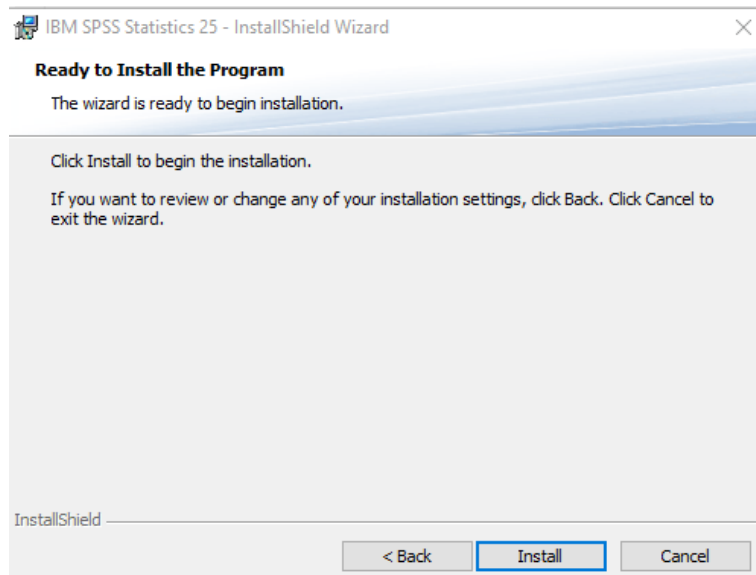 IBM SPSS Statistics 25 - InstallShield Wizard
Ready to Install the Program
The wizard is ready to begin installation.
Click Install to begin the installation.
If you want to review or change any of your installation settings, click Back. Click Cancel to
exit the wizard.
InstallShield
< Back
Install
Cancel